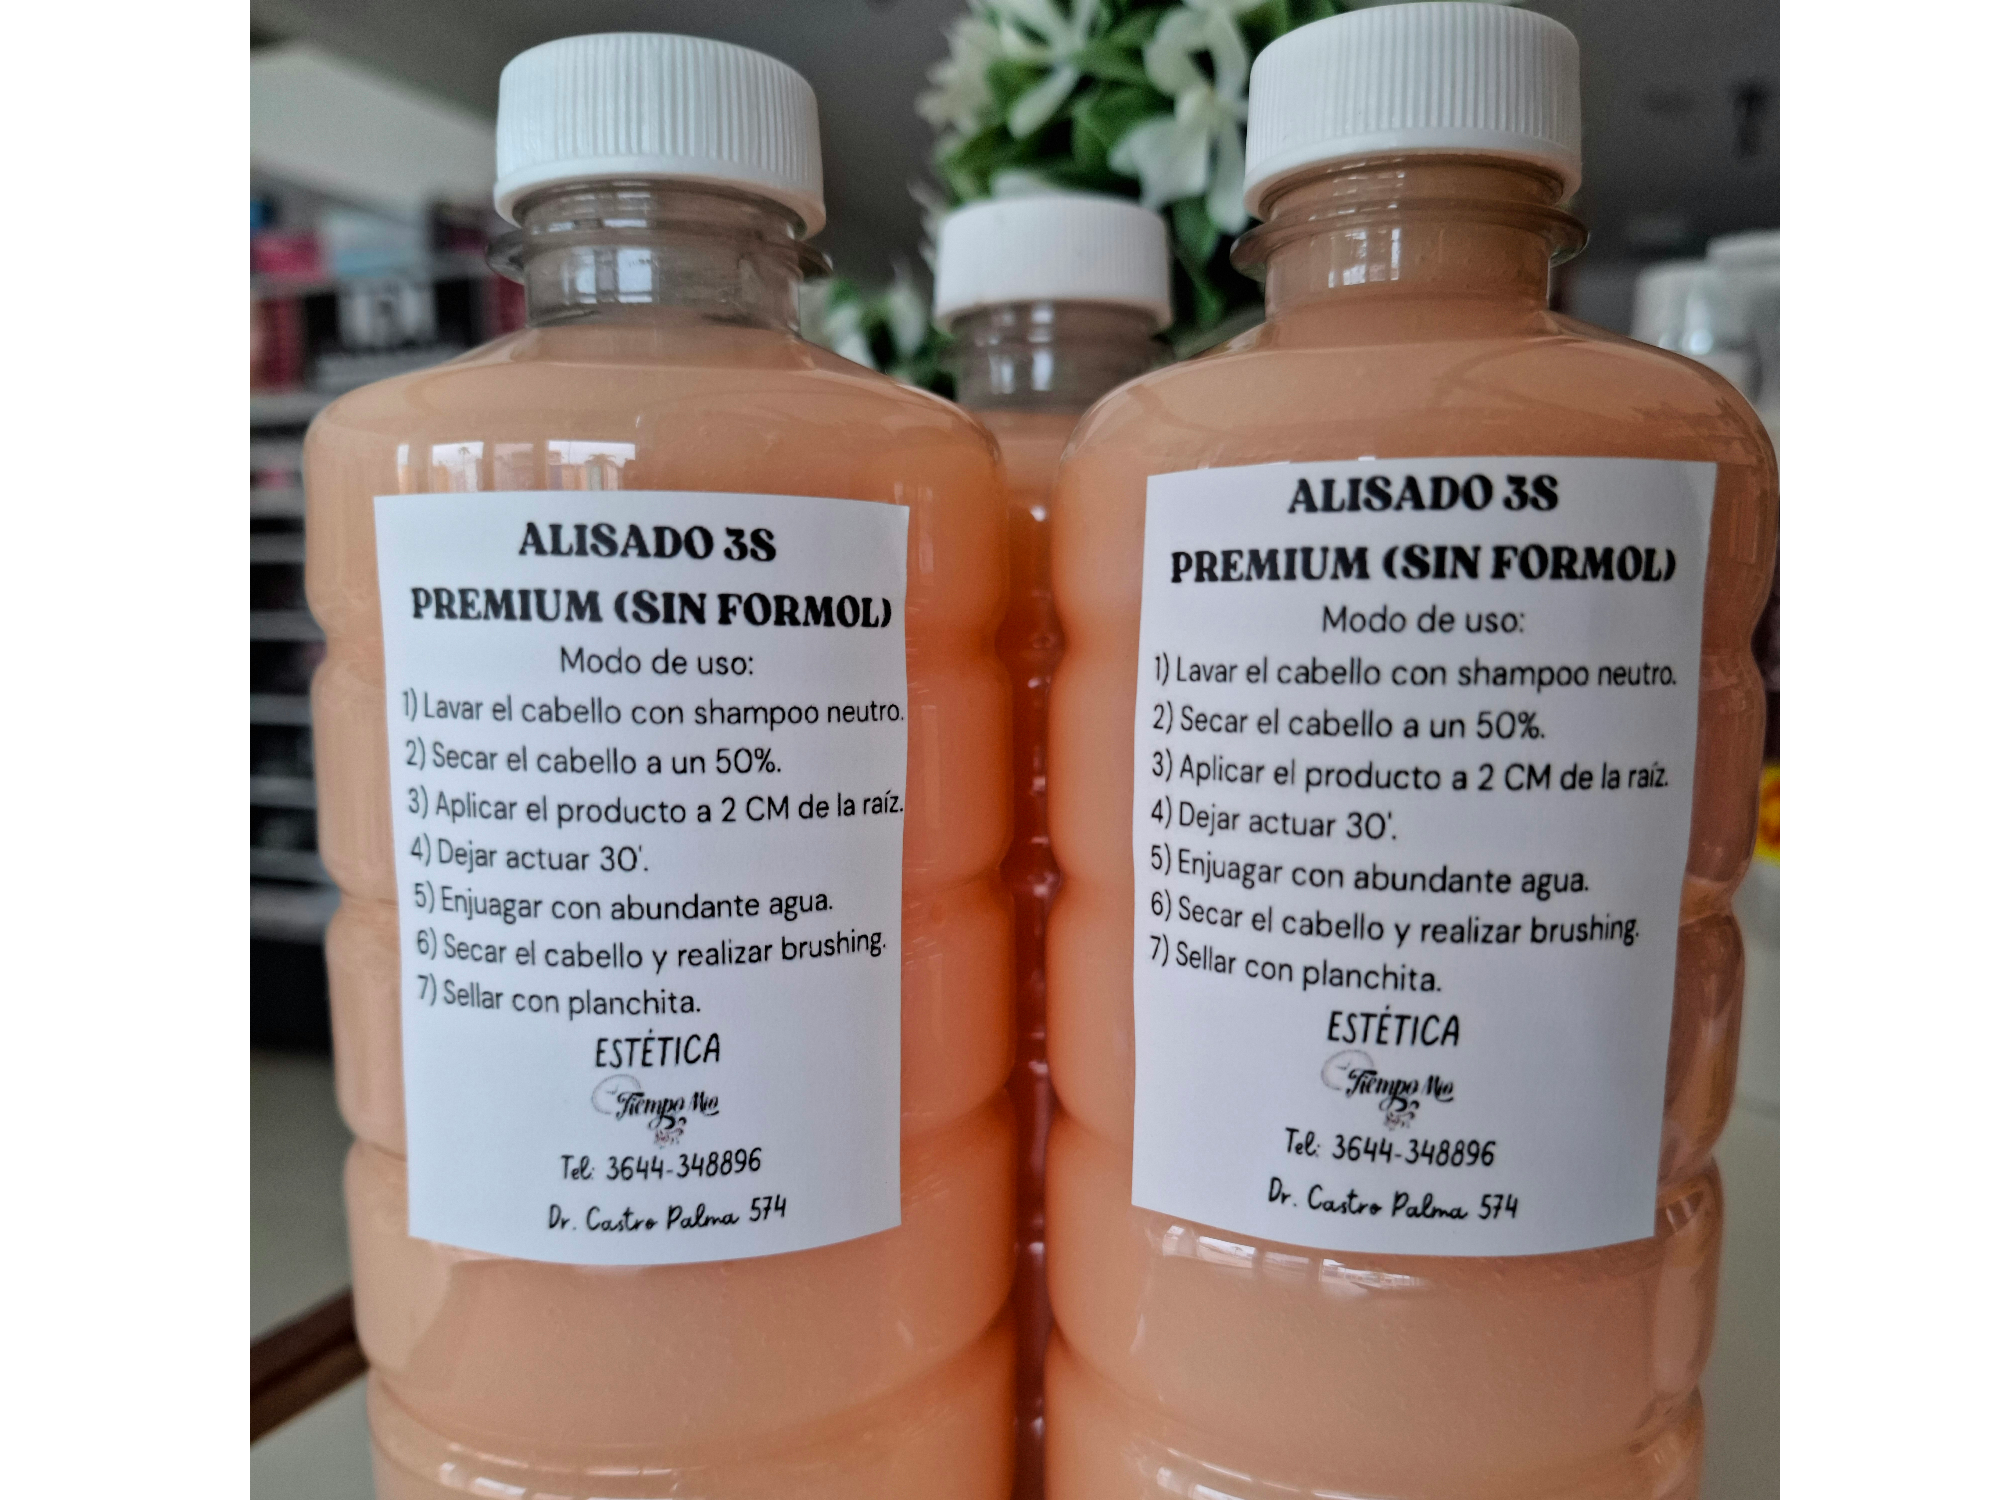 ALISADO 3S
PREMIUM (SIN FORMOL)
Modo de uso:
1) Lavar el cabello con shampoo neutro.
2) Secar el cabello a un 50%.
3) Aplicar el producto a 2 CM de la raíz.
4) Dejar actuar 30'.
5) Enjuagar con abundante agua.
6) Secar el cabello y realizar brushing.
7) Sellar con planchita.
ESTÉTICA
Tiempo Mio
Tel: 3644-348896
Dr. Castro Palma 574
ALISADO 3S
PREMIUM (SIN FORMOL)
Modo de uso:
1) Lavar el cabello con shampoo neutro.
2) Secar el cabello a un 50%.
3) Aplicar el producto a 2 CM de la raíz.
4) Dejar actuar 30'.
5) Enjuagar con abundante agua.
6) Secar el cabello y realizar brushing.
7) Sellar con planchita.
ESTÉTICA
Tiempo Mio
Tel: 3644-348896
Dr. Castro Palma 574